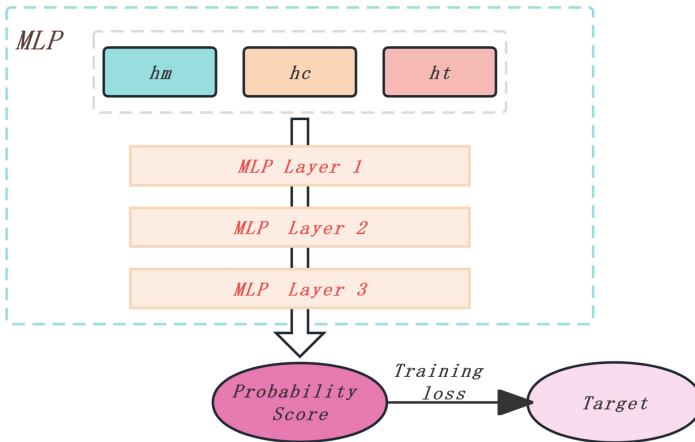 MLP
hm
hc
ht
MLP Layer 1
MLP Layer 2
MLP Layer 3
Probability
Score
Training
loss
Target